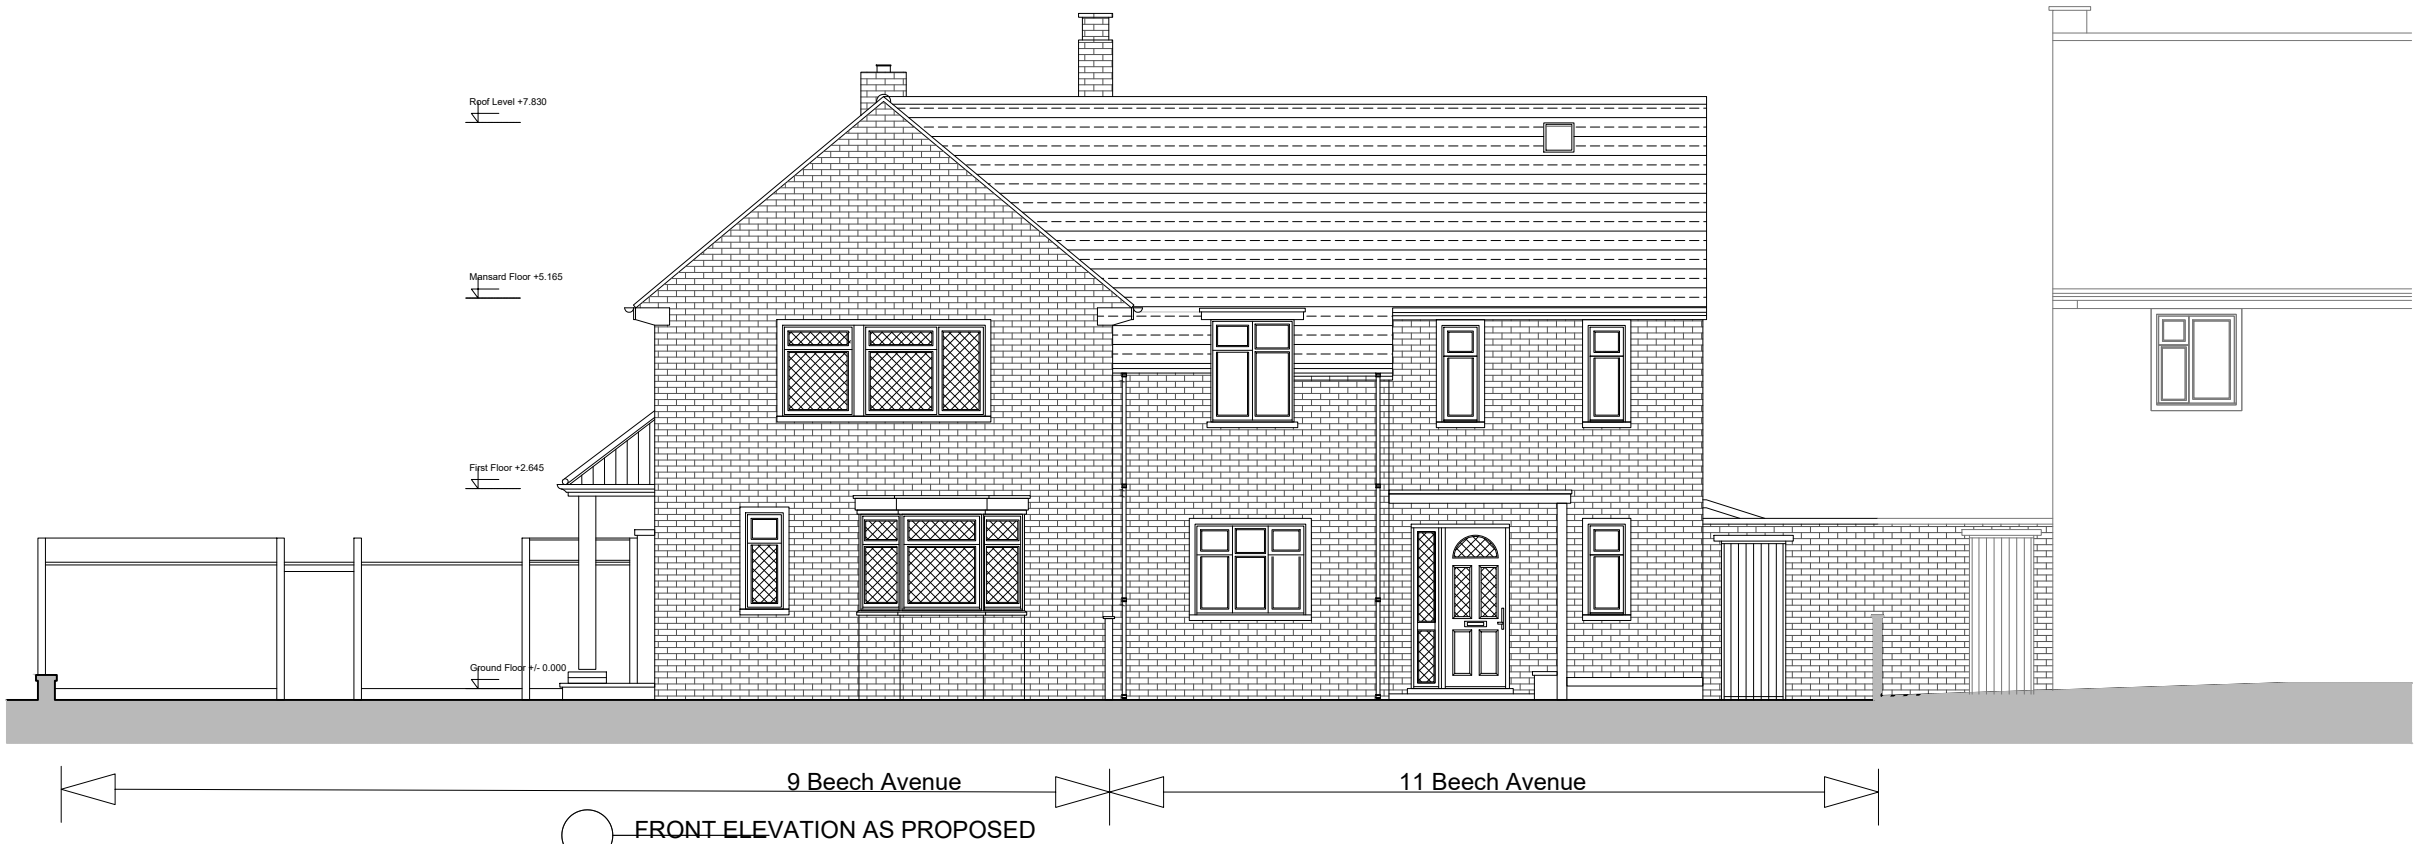 Roof Level +7.830
Mansard Floor +5.165
First Floor +2.645
Ground Floor +/- 0.000
9 Beech Avenue
11 Beech Avenue
FRONT ELEVATION AS PROPOSED